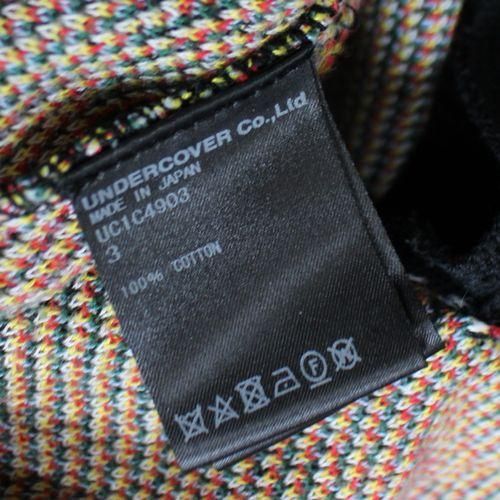 UNDERCOVER Co., Ltd
MADE IN JAPAN
UC1C4903
3
100% COTTON
F
W